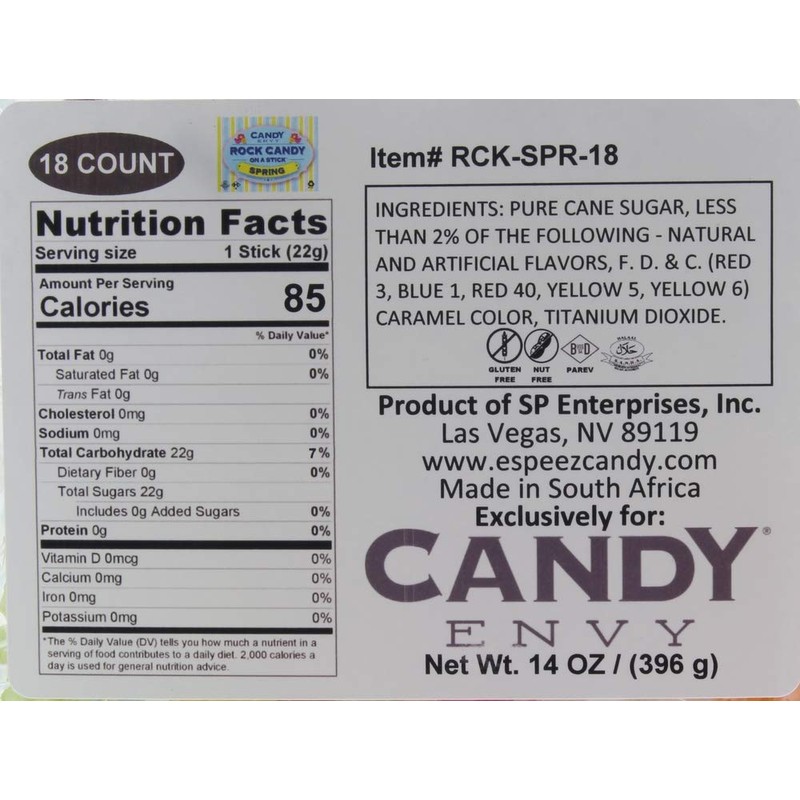 18 COUNT
CANDY
ENVY
ROCK CANDY
ON A STICK
SPRING
Item# RCK-SPR-18
Nutrition Facts
Serving size 1 Stick (22g)
Amount Per Serving
Calories 85
% Daily Value*
Total Fat 0g 0%
Saturated Fat 0g 0%
Trans Fat 0g
Cholesterol 0mg 0%
Sodium 0mg 0%
Total Carbohydrate 22g 7%
Dietary Fiber 0g 0%
Total Sugars 22g
Includes 0g Added Sugars 0%
Protein 0g 0%
Vitamin D 0mcg 0%
Calcium 0mg 0%
Iron 0mg 0%
Potassium 0mg 0%
*The % Daily Value (DV) tells you how much a nutrient in a
serving of food contributes to a daily diet. 2,000 calories a
day is used for general nutrition advice.
INGREDIENTS: PURE CANE SUGAR, LESS
THAN 2% OF THE FOLLOWING - NATURAL
AND ARTIFICIAL FLAVORS, F. D. & C. (RED
3, BLUE 1, RED 40, YELLOW 5, YELLOW 6)
CARAMEL COLOR, TITANIUM DIOXIDE.
GLUTEN
FREE
NUT
FREE
PAREV
Product of SP Enterprises, Inc.
Las Vegas, NV 89119
www.espeezcandy.com
Made in South Africa
Exclusively for:
CANDY®
ENVY
Net Wt. 14 OZ / (396 g)